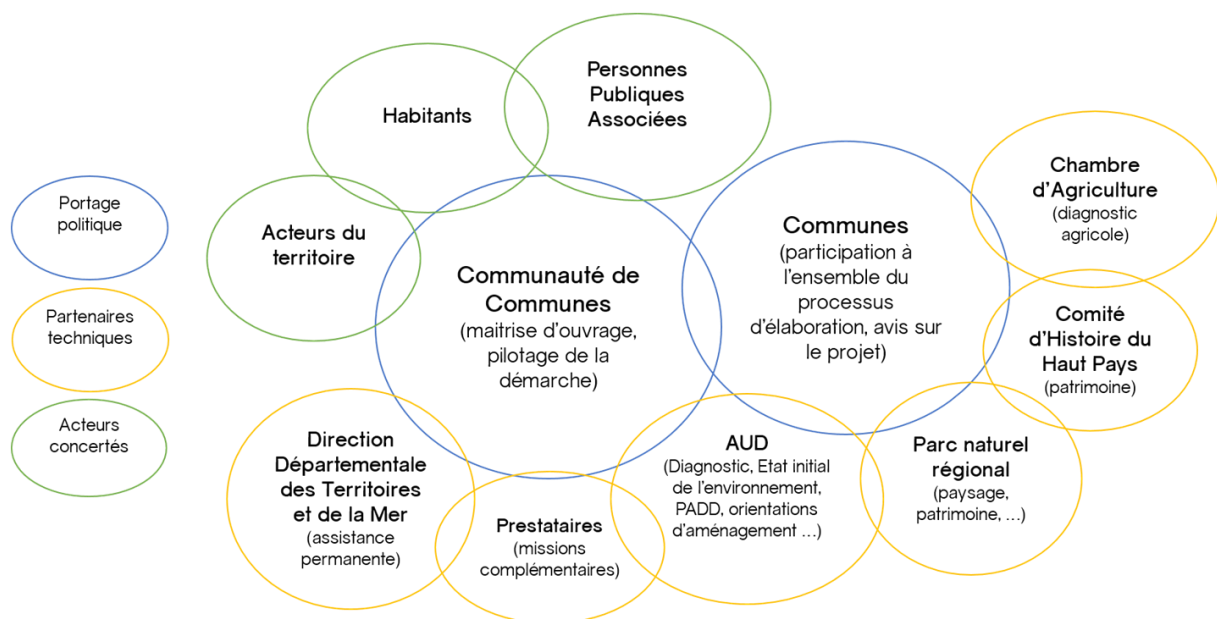 Portage
politique
Partenaires
techniques
Acteurs
concertés
Habitants
Personnes
Publiques
Associées
Acteurs du
territoire
Communauté de
Communes
(maitrise d'ouvrage,
pilotage de la
démarche)
Communes
(participation à
l'ensemble du
processus
d'élaboration, avis sur
le projet)
Chambre
d'Agriculture
(diagnostic
agricole)
Comité
d'Histoire du
Haut Pays
(patrimoine)
Direction
Départementale
des Territoires
et de la Mer
(assistance
permanente)
Prestataires
(missions
complémentaires)
AUD
(Diagnostic, Etat initial
de l'environnement,
PADD, orientations
d'aménagement ...)
Parc naturel
régional
(paysage,
patrimoine, ...)